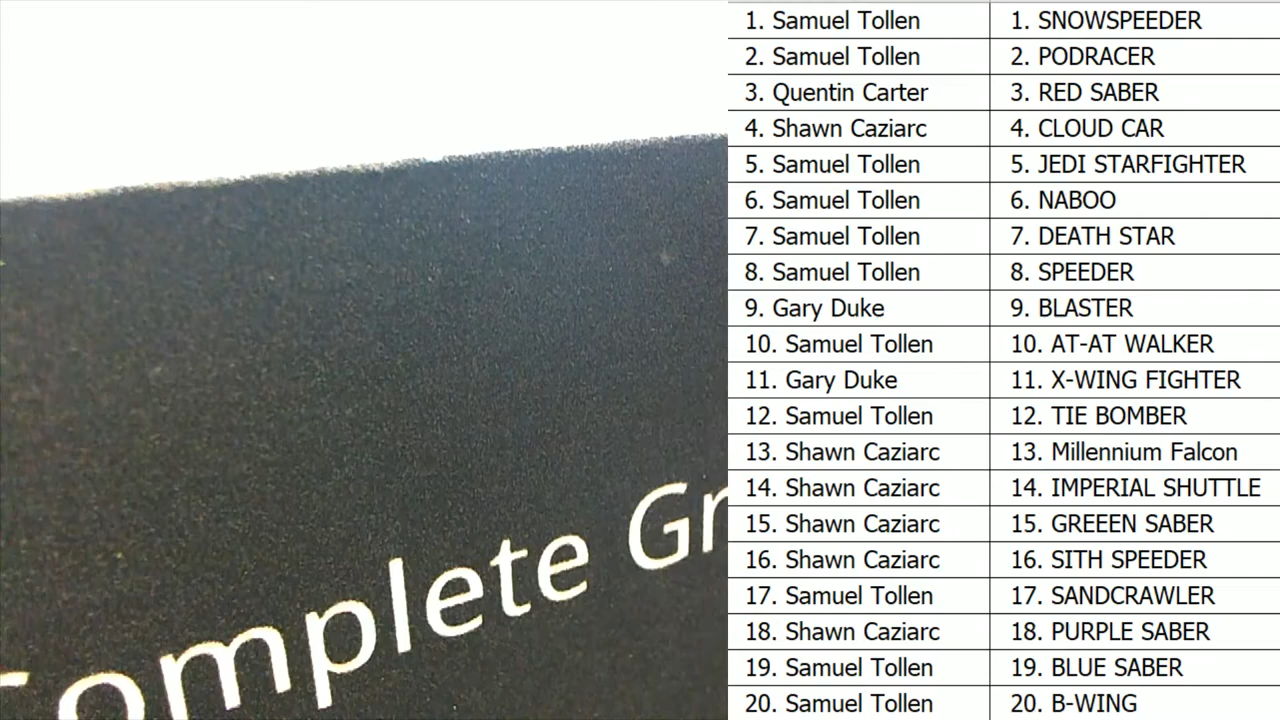 Complete Gr
1. Samuel Tollen 1. SNOWSPEEDER
2. Samuel Tollen 2. PODRACER
3. Quentin Carter 3. RED SABER
4. Shawn Caziarc 4. CLOUD CAR
5. Samuel Tollen 5. JEDI STARFIGHTER
6. Samuel Tollen 6. NABOO
7. Samuel Tollen 7. DEATH STAR
8. Samuel Tollen 8. SPEEDER
9. Gary Duke 9. BLASTER
10. Samuel Tollen 10. AT-AT WALKER
11. Gary Duke 11. X-WING FIGHTER
12. Samuel Tollen 12. TIE BOMBER
13. Shawn Caziarc 13. Millennium Falcon
14. Shawn Caziarc 14. IMPERIAL SHUTTLE
15. Shawn Caziarc 15. GREEEN SABER
16. Shawn Caziarc 16. SITH SPEEDER
17. Samuel Tollen 17. SANDCRAWLER
18. Shawn Caziarc 18. PURPLE SABER
19. Samuel Tollen 19. BLUE SABER
20. Samuel Tollen 20. B-WING